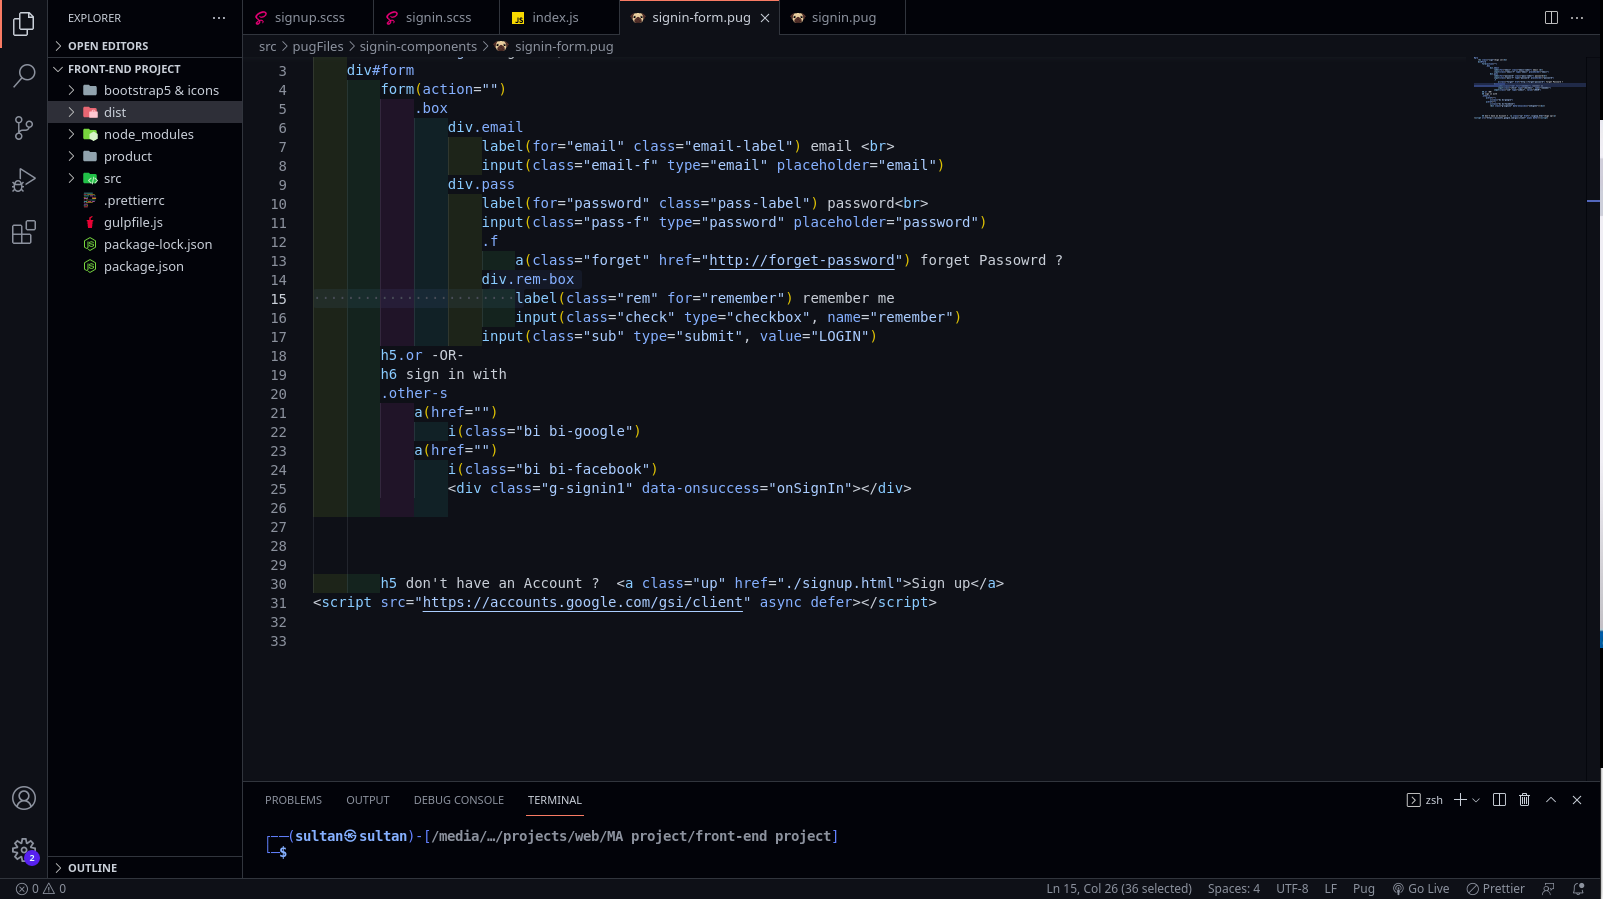 EXPLORER
signup.scss
signin.scss
JS index.js
signin-form.pug
signin.pug
OPEN EDITORS
src > pugFiles > signin-components > signin-form.pug
FRONT-END PROJECT
bootstrap5 & icons
dist
node_modules
product
src
.prettierrc
gulpfile.js
package-lock.json
package.json
3 div#form
4 form(action="")
5 .box
6 div.email
7 label(for="email" class="email-label") email <br>
8 input(class="email-f" type="email" placeholder="email")
9 div.pass
10 label(for="password" class="pass-label") password<br>
11 input(class="pass-f" type="password" placeholder="password")
12 .f
13 a(class="forget" href="http://forget-password") forget Passowrd ?
14 div.rem-box
15 label(class="rem" for="remember") remember me
16 input(class="check" type="checkbox", name="remember")
17 input(class="sub" type="submit", value="LOGIN")
18 h5.or -OR-
19 h6 sign in with
20 .other-s
21 a(href="")
22 i(class="bi bi-google")
23 a(href="")
24 i(class="bi bi-facebook")
25 <div class="g-signin1" data-onsuccess="onSignIn"></div>
26
27
28
29
30 h5 don't have an Account ?  <a class="up" href="./signup.html">Sign up</a>
31 <script src="https://accounts.google.com/gsi/client" async defer></script>
32
33
PROBLEMS OUTPUT DEBUG CONSOLE TERMINAL
zsh
(sultan㉿sultan)-[/media/…/projects/web/MA project/front-end project]
$
2
OUTLINE
0 0
Ln 15, Col 26 (36 selected) Spaces: 4 UTF-8 LF Pug Go Live Prettier